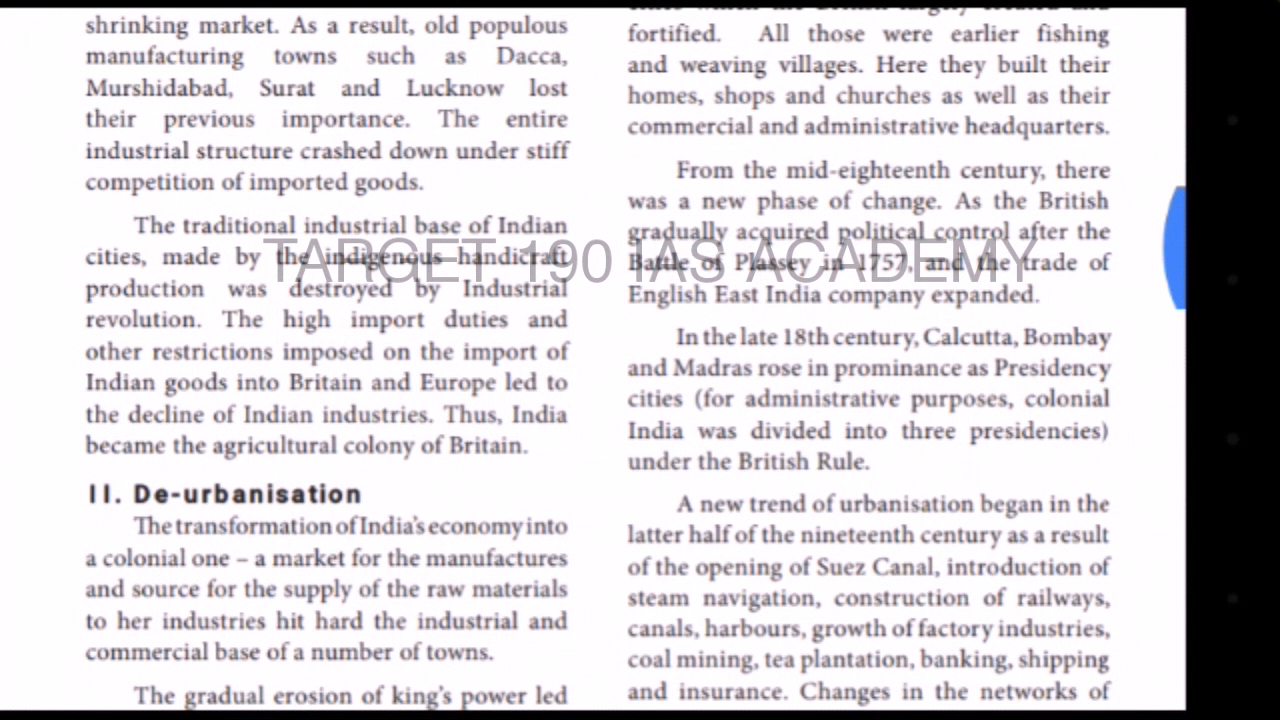 shrinking market. As a result, old populous
manufacturing towns such as Dacca,
Murshidabad, Surat and Lucknow lost
their previous importance. The entire
industrial structure crashed down under stiff
competition of imported goods.
The traditional industrial base of Indian
cities, made by the indigenous handicraft
production was destroyed by Industrial
revolution. The high import duties and
other restrictions imposed on the import of
Indian goods into Britain and Europe led to
the decline of Indian industries. Thus, India
became the agricultural colony of Britain.
II. De-urbanisation
The transformation of India's economy into
a colonial one – a market for the manufactures
and source for the supply of the raw materials
to her industries hit hard the industrial and
commercial base of a number of towns.
The gradual erosion of king's power led
fortified. All those were earlier fishing
and weaving villages. Here they built their
homes, shops and churches as well as their
commercial and administrative headquarters.
From the mid-eighteenth century, there
was a new phase of change. As the British
gradually acquired political control after the
Battle of Plassey in 1757, and the trade of
English East India company expanded.
In the late 18th century, Calcutta, Bombay
and Madras rose in prominance as Presidency
cities (for administrative purposes, colonial
India was divided into three presidencies)
under the British Rule.
A new trend of urbanisation began in the
latter half of the nineteenth century as a result
of the opening of Suez Canal, introduction of
steam navigation, construction of railways,
canals, harbours, growth of factory industries,
coal mining, tea plantation, banking, shipping
and insurance. Changes in the networks of
TARGET 190 IAS ACADEMY